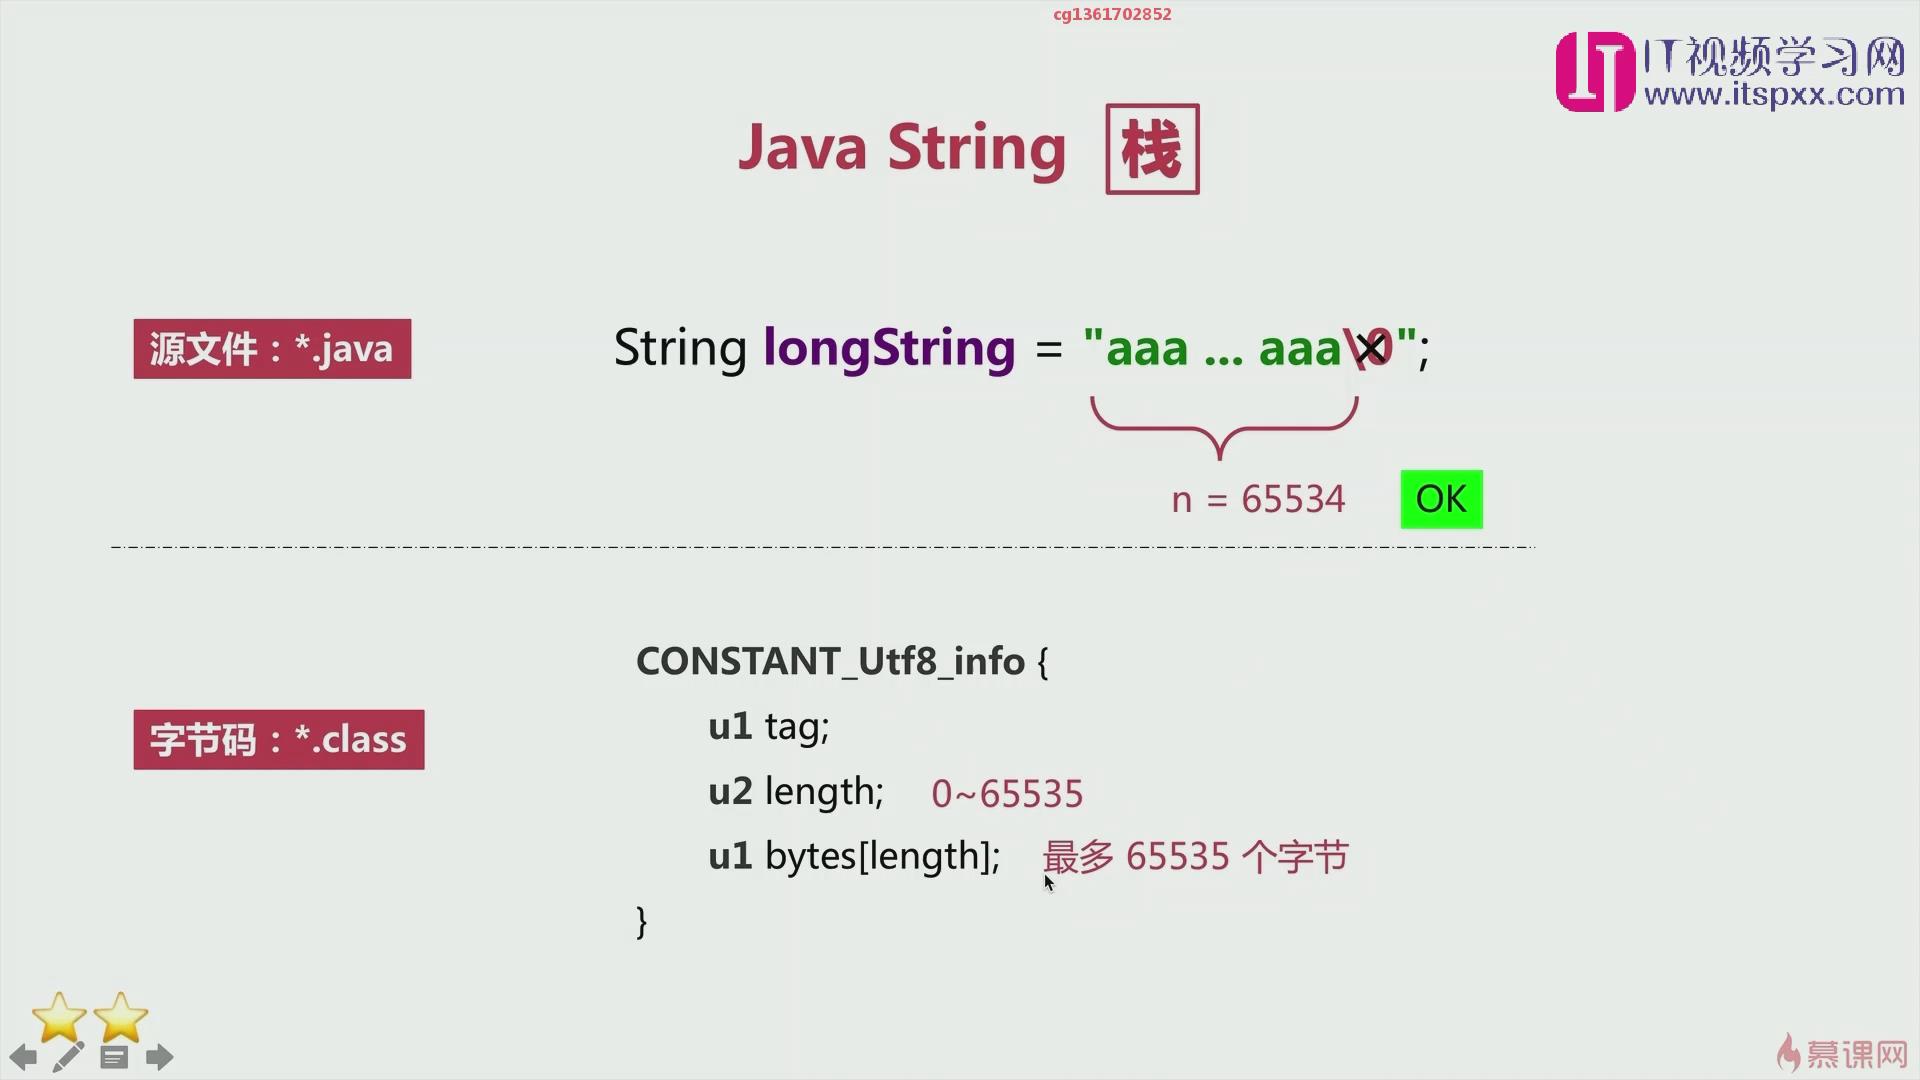 cg1361702852
IT视频学习网
www.itspxx.com
Java String 栈
源文件：*.java
String longString = "aaa ... aaa\0";
n = 65534 OK
CONSTANT_Utf8_info {
字节码：*.class
u1 tag;
u2 length; 0~65535
u1 bytes[length]; 最多 65535 个字节
}
慕课网